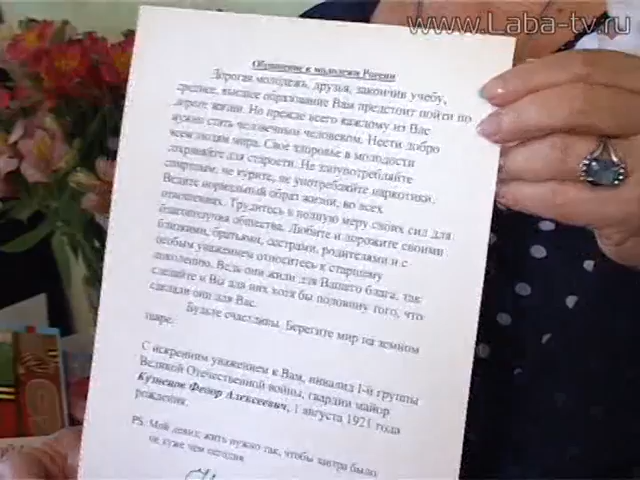 www.Laba-tv.ru
Обращение к молодежи России
Дорогая молодежь, друзья, закончив учебу,
среднее, высшее образование Вам предстоит пойти по
дороге жизни. Но прежде всего каждому из Вас
нужно стать человечным человеком. Нести добро
всем людям мира. Свое здоровье в молодости
сохраняйте для старости. Не злоупотребляйте
спиртным, не курите, не употребляйте наркотики.
Ведите нормальный образ жизни, во всех
отношениях. Трудитесь в полную меру своих сил для
благополучия общества. Любите и дорожите своими
близкими, братьями, сестрами, родителями и с
особым уважением относитесь к старшему
поколению. Ведь они жили для Вашего блага, так
сделайте и Вы для них хотя бы половину того, что
сделали они для Вас.
Будьте счастливы. Берегите мир на земном
шаре.
С искренним уважением к Вам, инвалид 1-й группы
Великой Отечественной войны, гвардии майор
Кузнецов Федор Алексеевич, 1 августа 1921 года
рождения.
PS. Мой девиз: жить нужно так, чтобы завтра было
не хуже чем сегодня
9